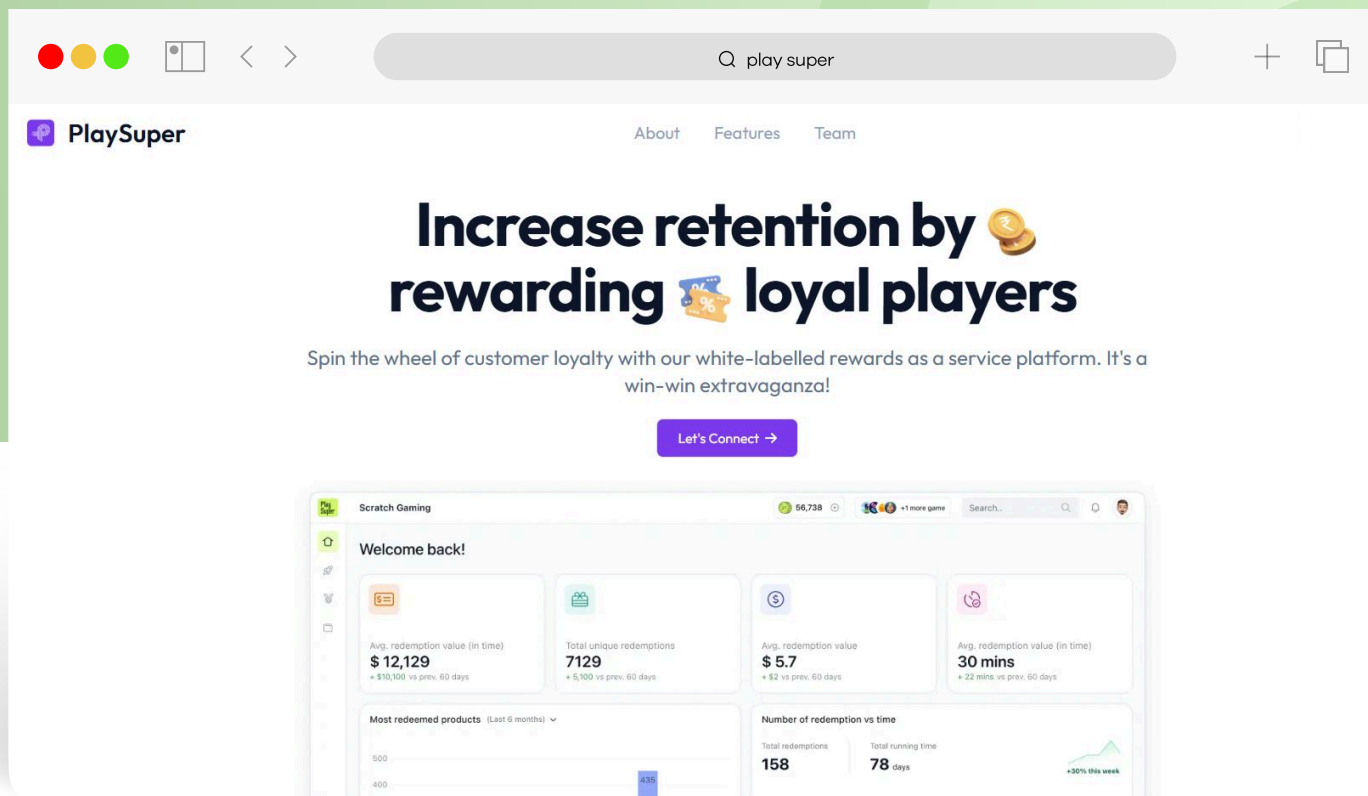 play super
PlaySuper
About Features Team
Increase retention by
rewarding loyal players
Spin the wheel of customer loyalty with our white-labelled rewards as a service platform. It's a
win-win extravaganza!
Let's Connect →
Play Super
Scratch Gaming
56,738
+1 more game
Search..
Welcome back!
Avg. redemption value (in time)
$ 12,129
+ $10,100 vs prev. 60 days
Total unique redemptions
7129
+ 5,100 vs prev. 60 days
Avg. redemption value
$ 5.7
+ $2 vs prev. 60 days
Avg. redemption value (in time)
30 mins
+ 22 mins vs prev. 60 days
Most redeemed products (Last 6 months)
500
400
435
Number of redemption vs time
Total redemptions
158
Total running time
78 days
+30% this week